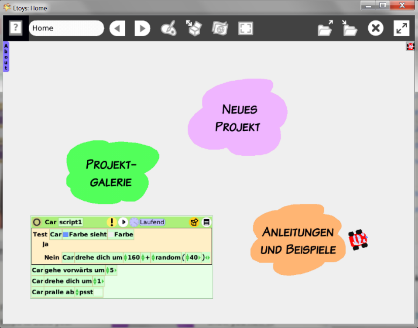 Etoys: Home
?
Home
About
NEUES
PROJEKT
PROJEKT-
GALERIE
ANLEITUNGEN
UND BEISPIELE
Car script1 ! Laufend
Test Car Farbe sieht Farbe
Ja
Nein Car drehe dich um 160 + random ( 40 )
Car gehe vorwärts um 5
Car drehe dich um 1
Car pralle ab psst